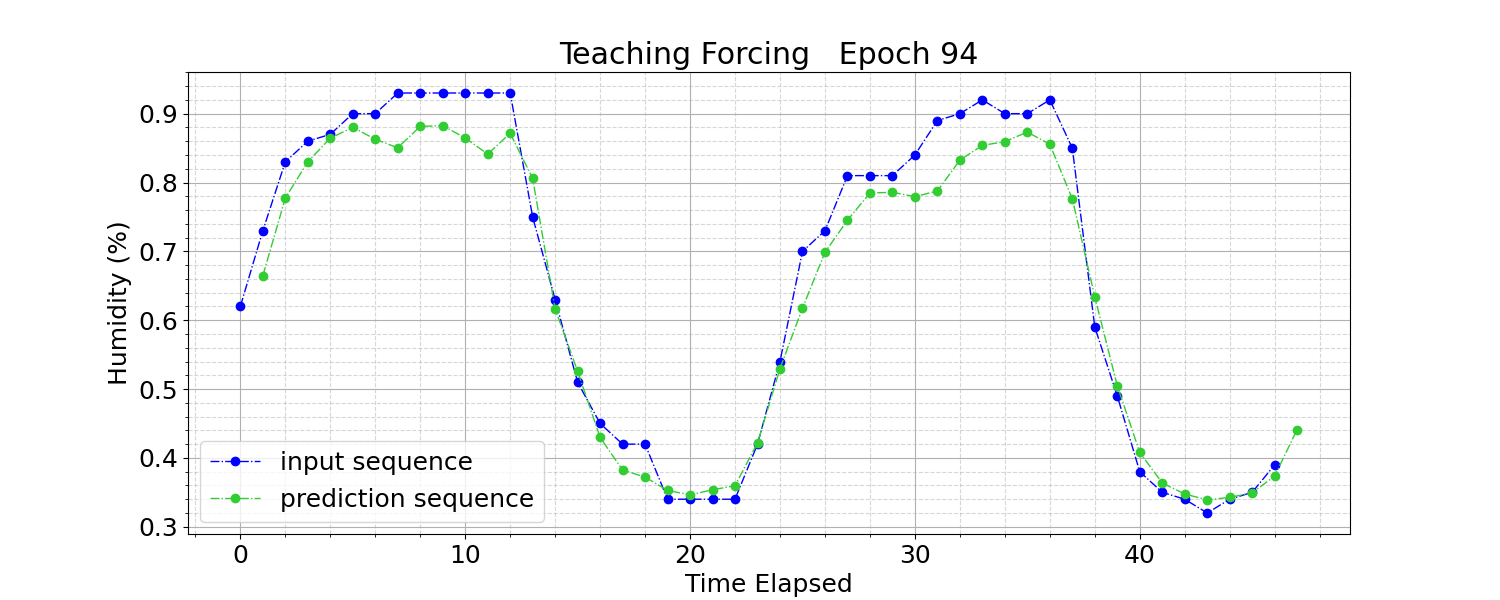 Teaching Forcing   Epoch 94
Humidity (%)
0.9
0.8
0.7
0.6
0.5
0.4
0.3
input sequence
prediction sequence
0 10 20 30 40
Time Elapsed